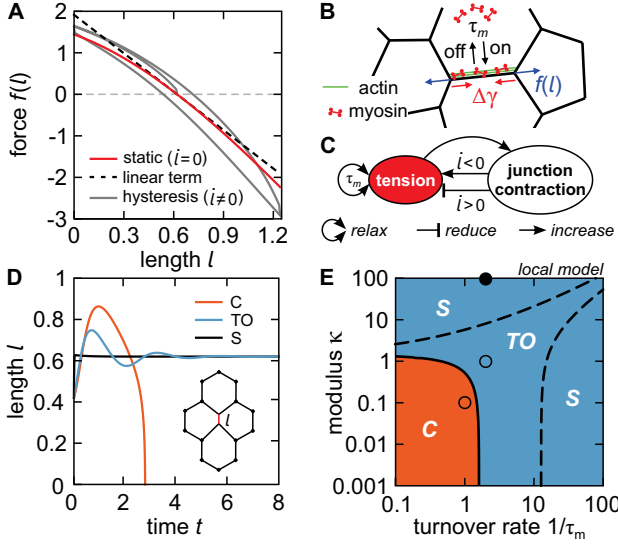 A
force f(l)
2
1
0
-1
-2
-3
static (l̇=0)
linear term
hysteresis (l̇≠0)
0
0.3
0.6
0.9
1.2
length l
B
τm
off
on
actin
myosin
Δγ
f(l)
C
τm
tension
l̇<0
l̇>0
junction
contraction
relax
reduce
increase
D
length l
1
0.8
0.6
0.4
0.2
0
C
TO
S
l
0
2
4
6
8
time t
E
local model
modulus κ
100
10
1
0.1
0.01
0.001
S
TO
S
C
0.1
1
10
100
turnover rate 1/τm